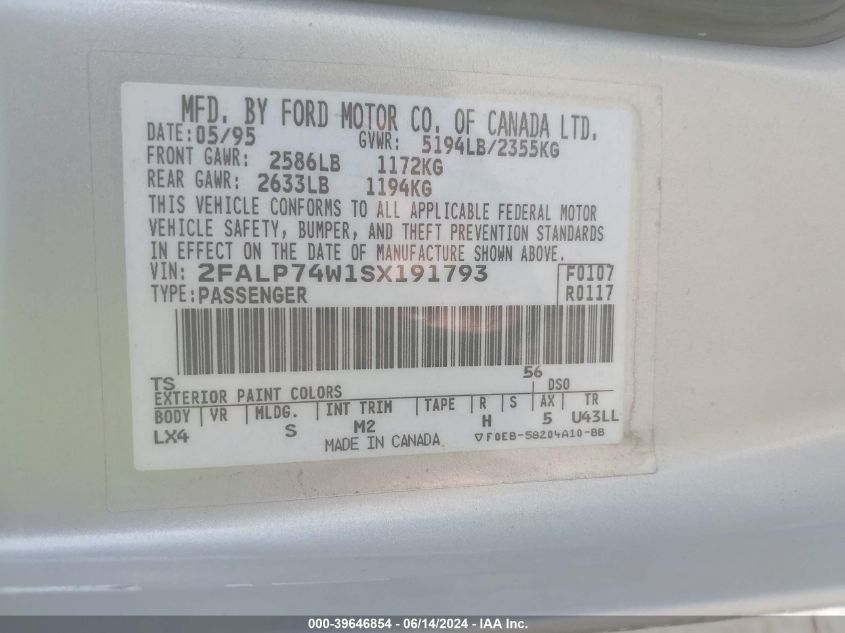 MFD. BY FORD MOTOR CO. OF CANADA LTD.
DATE: 05/95 GVWR: 5194LB/2355KG
FRONT GAWR: 2586LB 1172KG
REAR GAWR: 2633LB 1194KG
THIS VEHICLE CONFORMS TO ALL APPLICABLE FEDERAL MOTOR
VEHICLE SAFETY, BUMPER, AND THEFT PREVENTION STANDARDS
IN EFFECT ON THE DATE OF MANUFACTURE SHOWN ABOVE.
VIN: 2FALP74W1SX191793 F0107
TYPE: PASSENGER R0117
TS 56
EXTERIOR PAINT COLORS DSO
BODY VR MLDG. INT TRIM TAPE R S AX TR
LX4 S M2 H 5 U43LL
MADE IN CANADA ▽F0EB-58204A10-BB
000-39646854 / 06/14/2024 - IAA Inc.